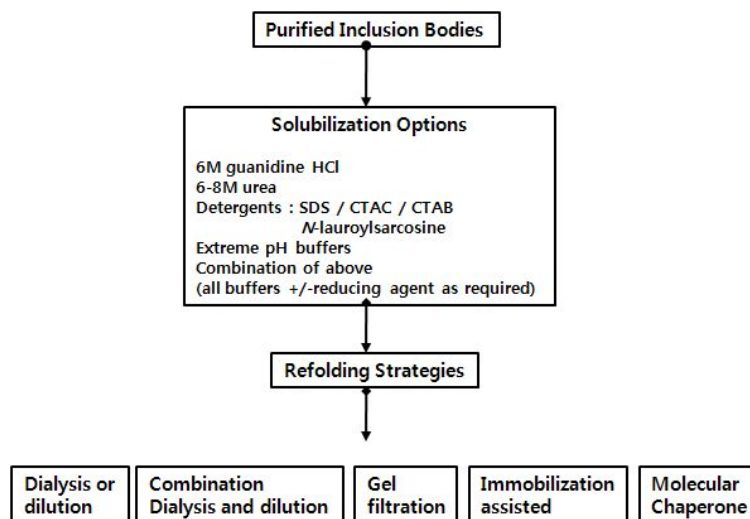 Purified Inclusion Bodies
Solubilization Options
6M guanidine HCl
6-8M urea
Detergents : SDS / CTAC / CTAB
N-lauroylsarcosine
Extreme pH buffers
Combination of above
(all buffers +/-reducing agent as required)
Refolding Strategies
Dialysis or
dilution
Combination
Dialysis and dilution
Gel
filtration
Immobilization
assisted
Molecular
Chaperone